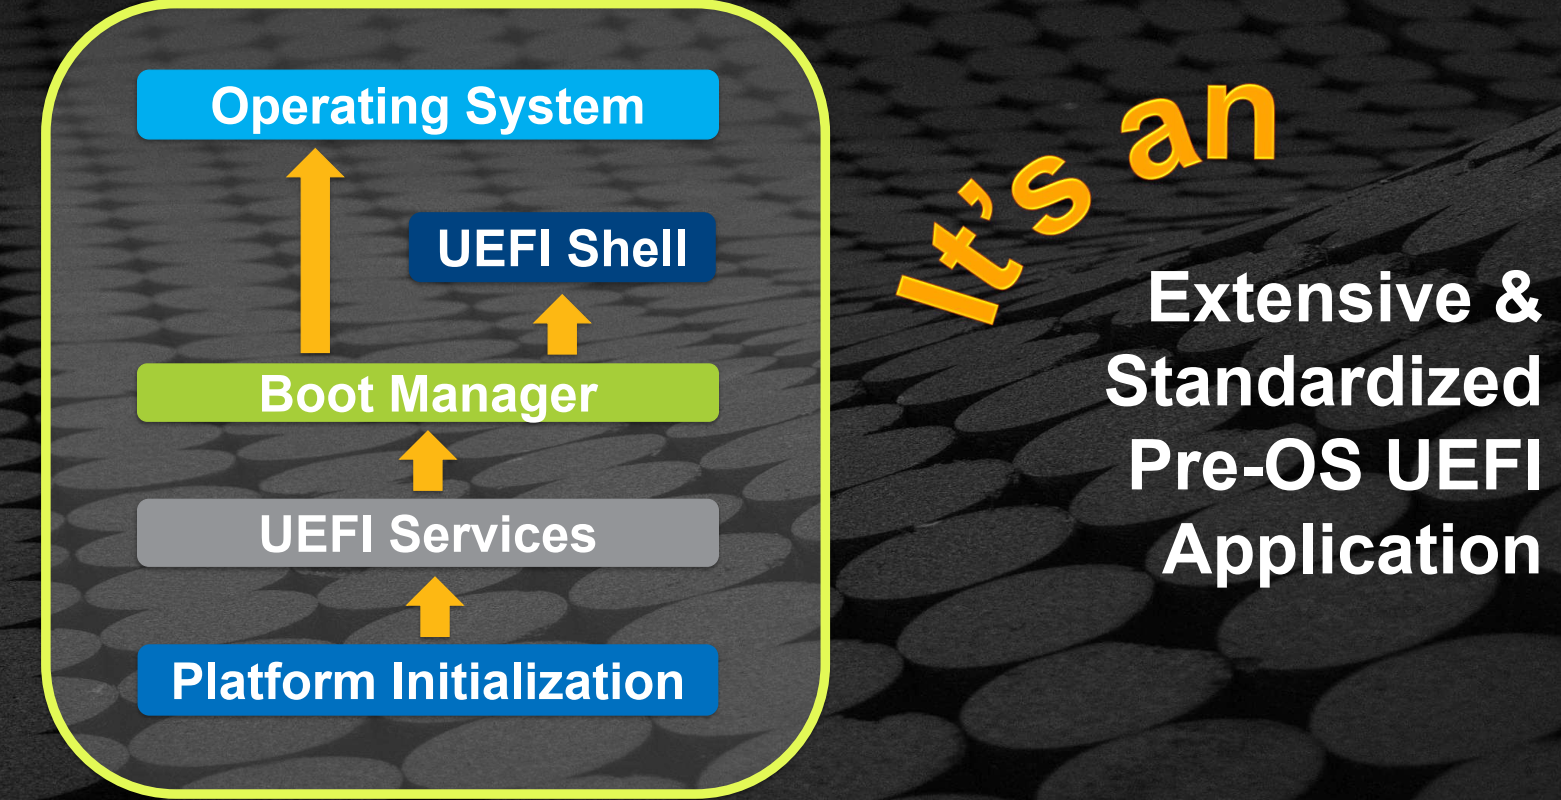 Operating System
UEFI Shell
Boot Manager
UEFI Services
Platform Initialization
It's an
Extensive &
Standardized
Pre-OS UEFI
Application